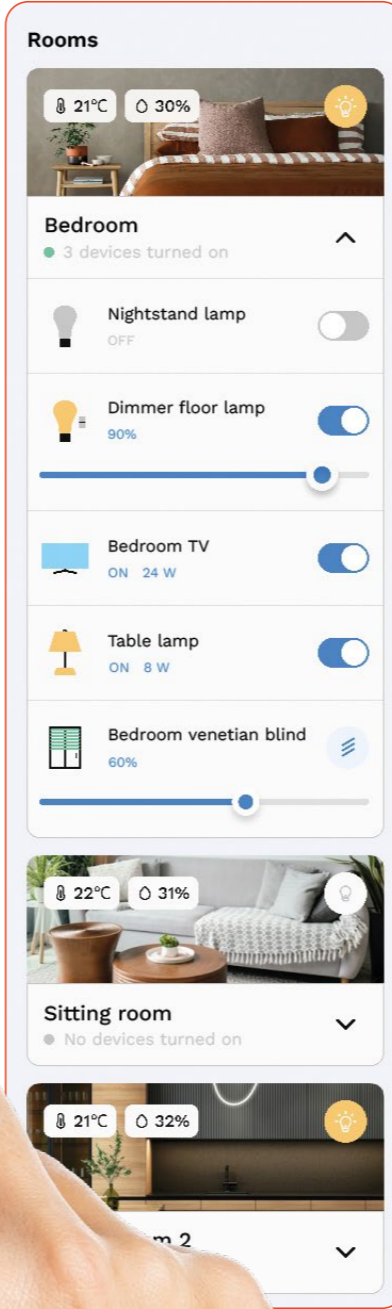 Rooms
21°C 30%
Bedroom
3 devices turned on
Nightstand lamp
OFF
Dimmer floor lamp
90%
Bedroom TV
ON 24 W
Table lamp
ON 8 W
Bedroom venetian blind
60%
22°C 31%
Sitting room
No devices turned on
21°C 32%
2